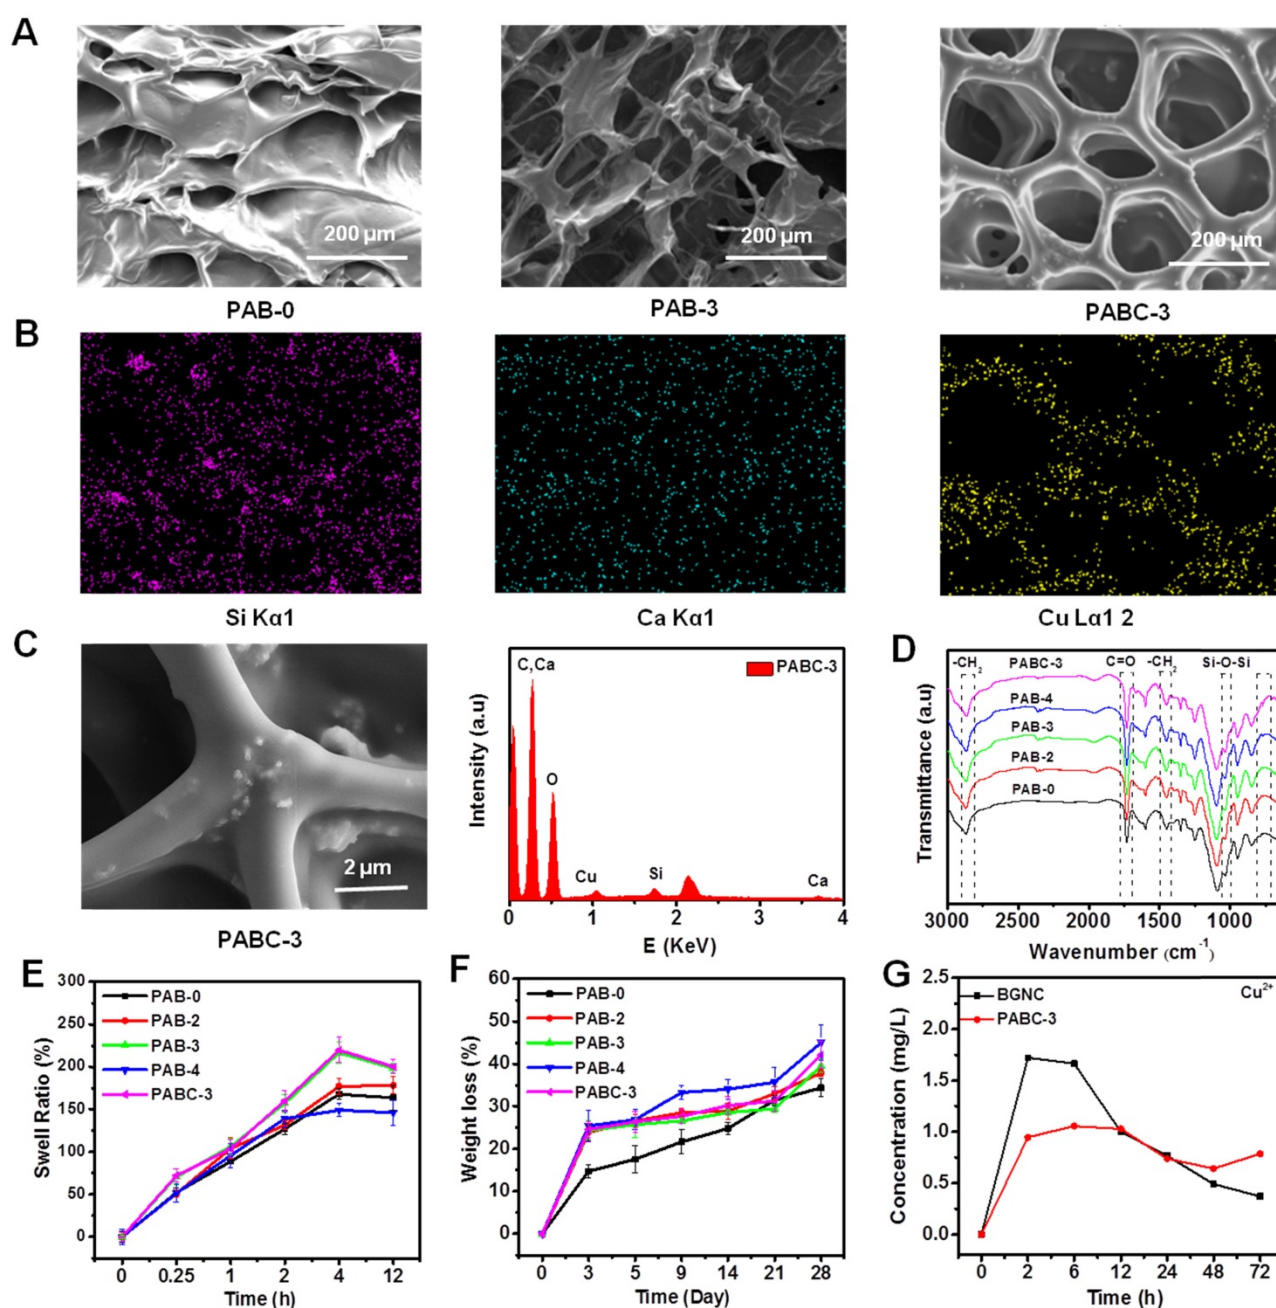 A
200 µm
200 µm
200 µm
PAB-0
PAB-3
PABC-3
B
Si Kα1
Ca Kα1
Cu Lα1 2
C
2 µm
PABC-3
C,Ca
O
Cu
Si
Ca
PABC-3
Intensity (a.u)
0
1
2
3
4
E (KeV)
D
-CH2
PABC-3
C=O
-CH2
Si-O-Si
PAB-4
PAB-3
PAB-2
PAB-0
Transmittance (a.u)
3000
2500
2000
1500
1000
Wavenumber (cm-1)
E
300
250
200
150
100
50
0
Swell Ratio (%)
PAB-0
PAB-2
PAB-3
PAB-4
PABC-3
0
0.25
1
2
4
12
Time (h)
F
60
50
40
30
20
10
0
Weight loss (%)
PAB-0
PAB-2
PAB-3
PAB-4
PABC-3
0
3
5
9
14
21
28
Time (Day)
G
2.5
2.0
1.5
1.0
0.5
0.0
Concentration (mg/L)
BGNC
PABC-3
Cu2+
0
2
6
12
24
48
72
Time (h)